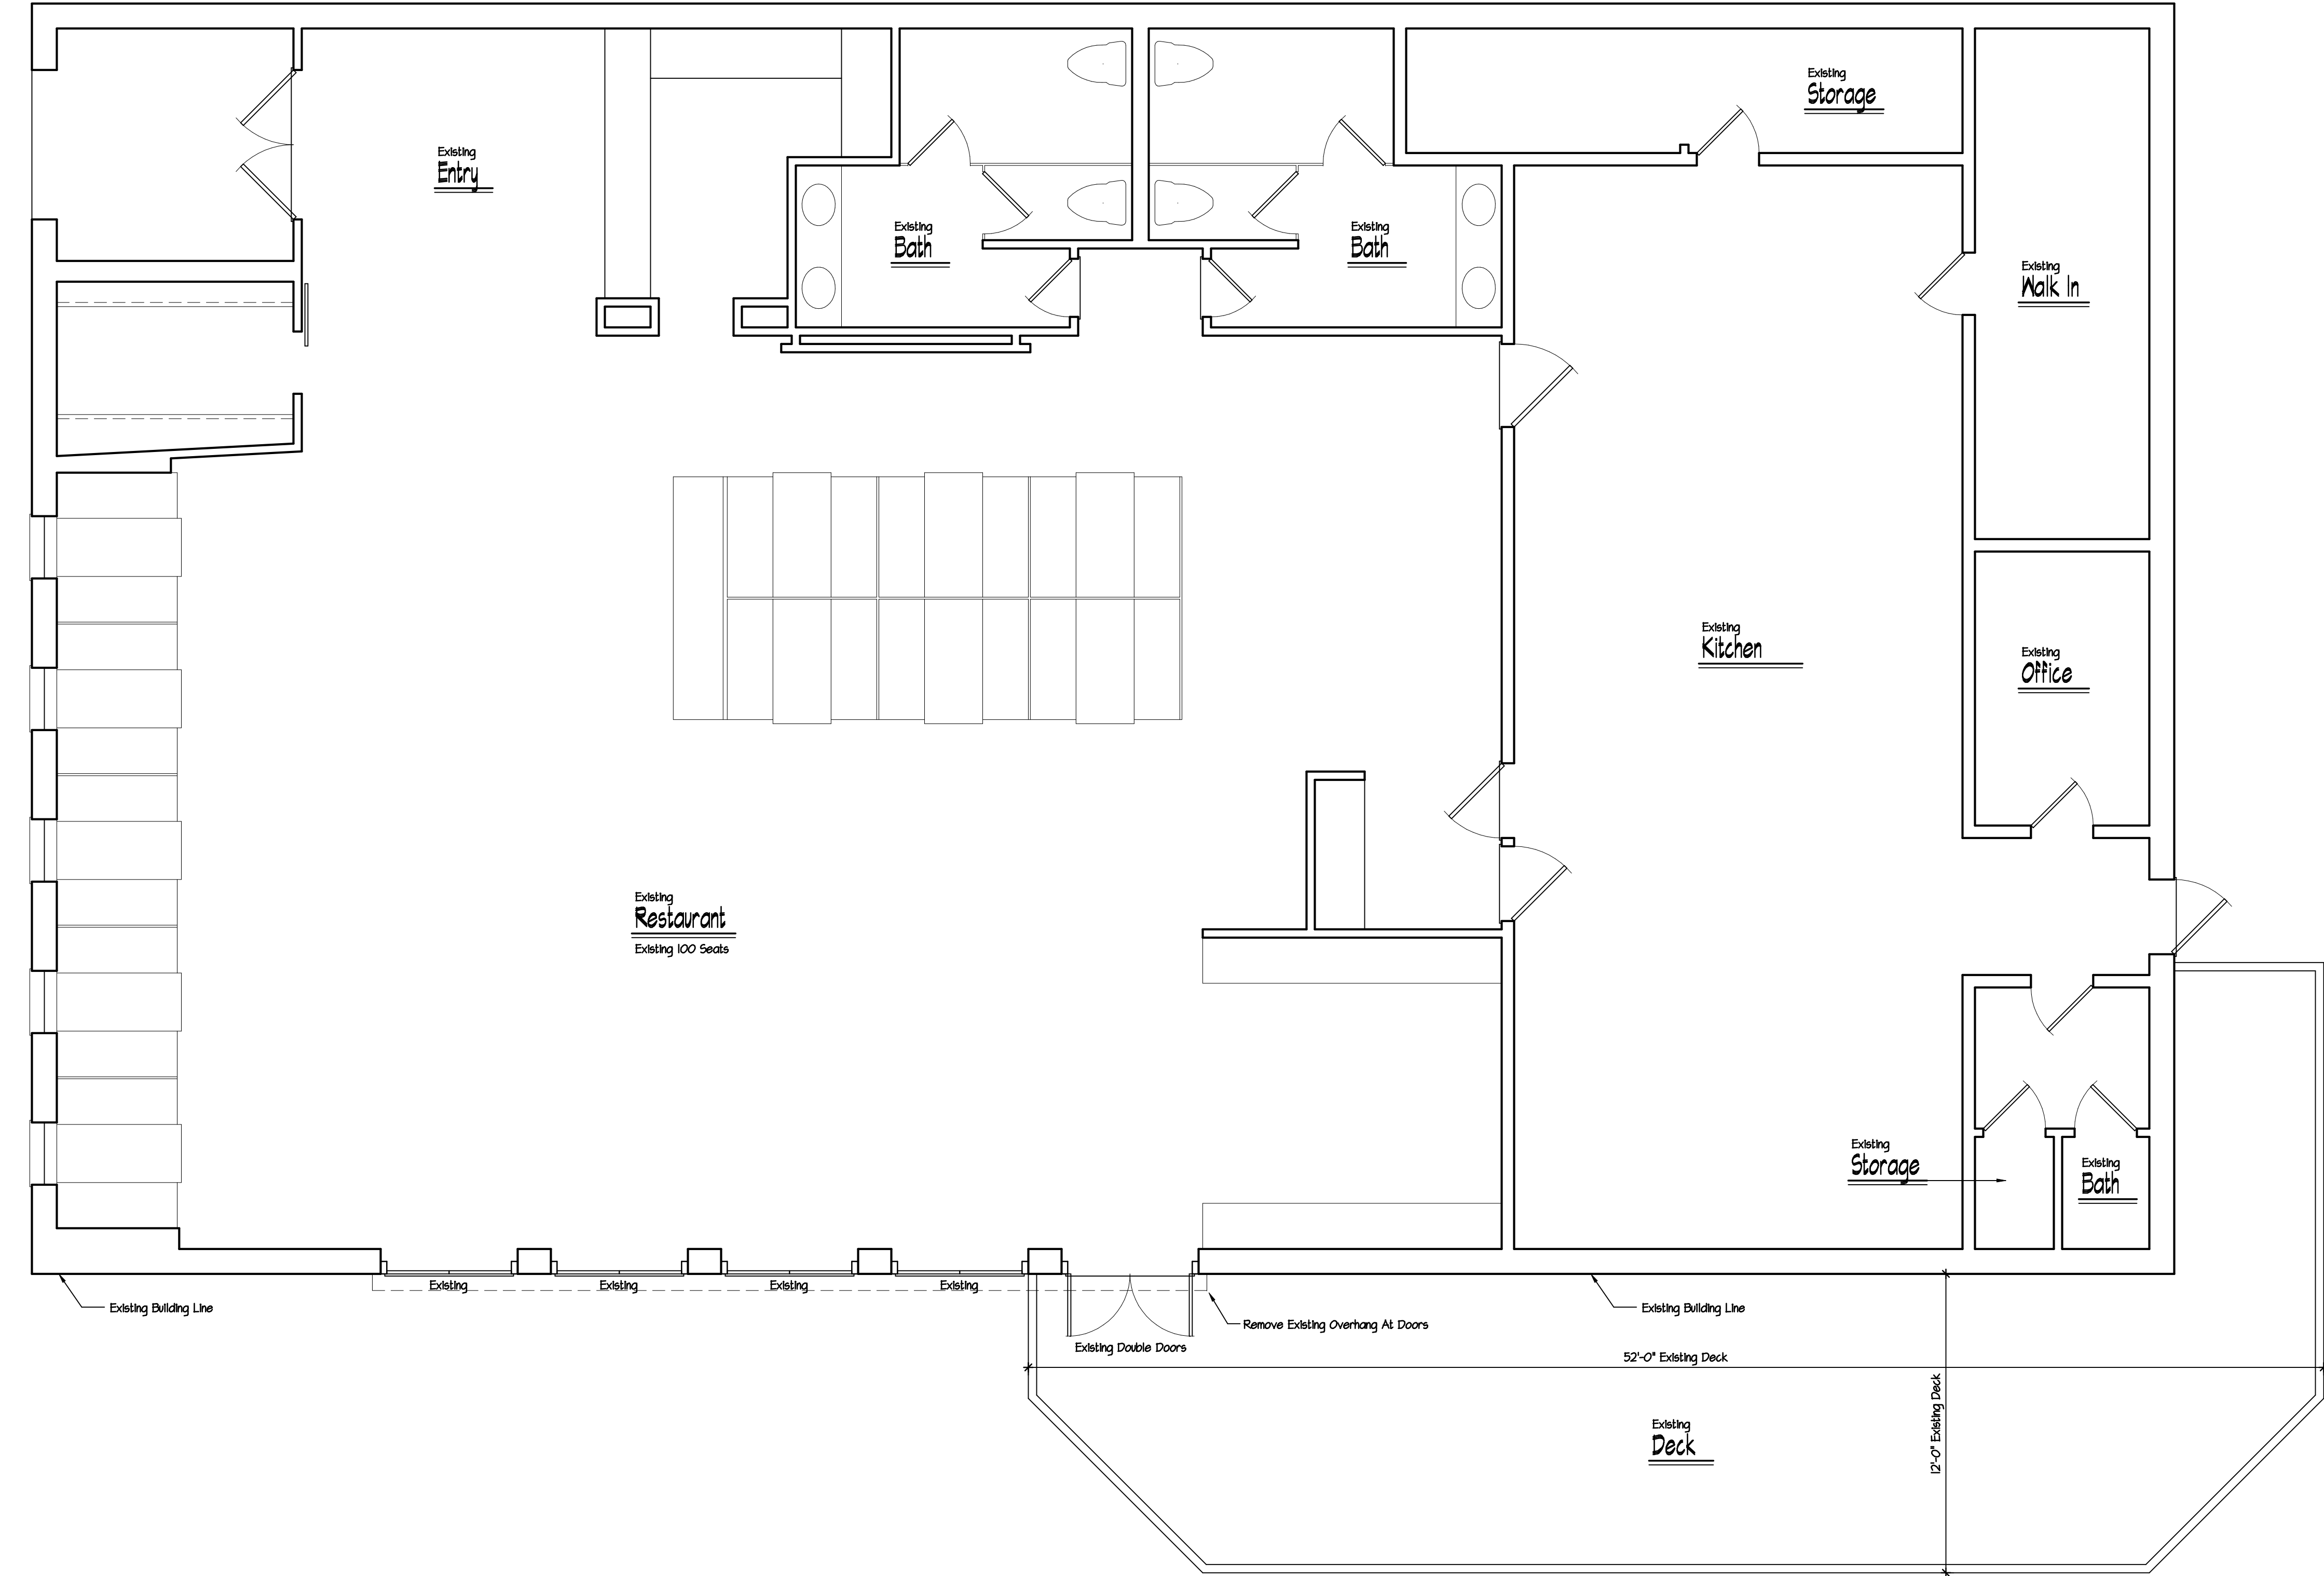 Existing
Storage
Existing
Entry
Existing
Bath
Existing
Bath
Existing
Walk In
Existing
Kitchen
Existing
Office
Existing
Restaurant
Existing 100 Seats
Existing
Storage
Existing
Bath
Existing
Existing
Existing
Existing
Existing Building Line
Existing Building Line
Remove Existing Overhang At Doors
Existing Double Doors
52'-0" Existing Deck
12'-0" Existing Deck
Existing
Deck